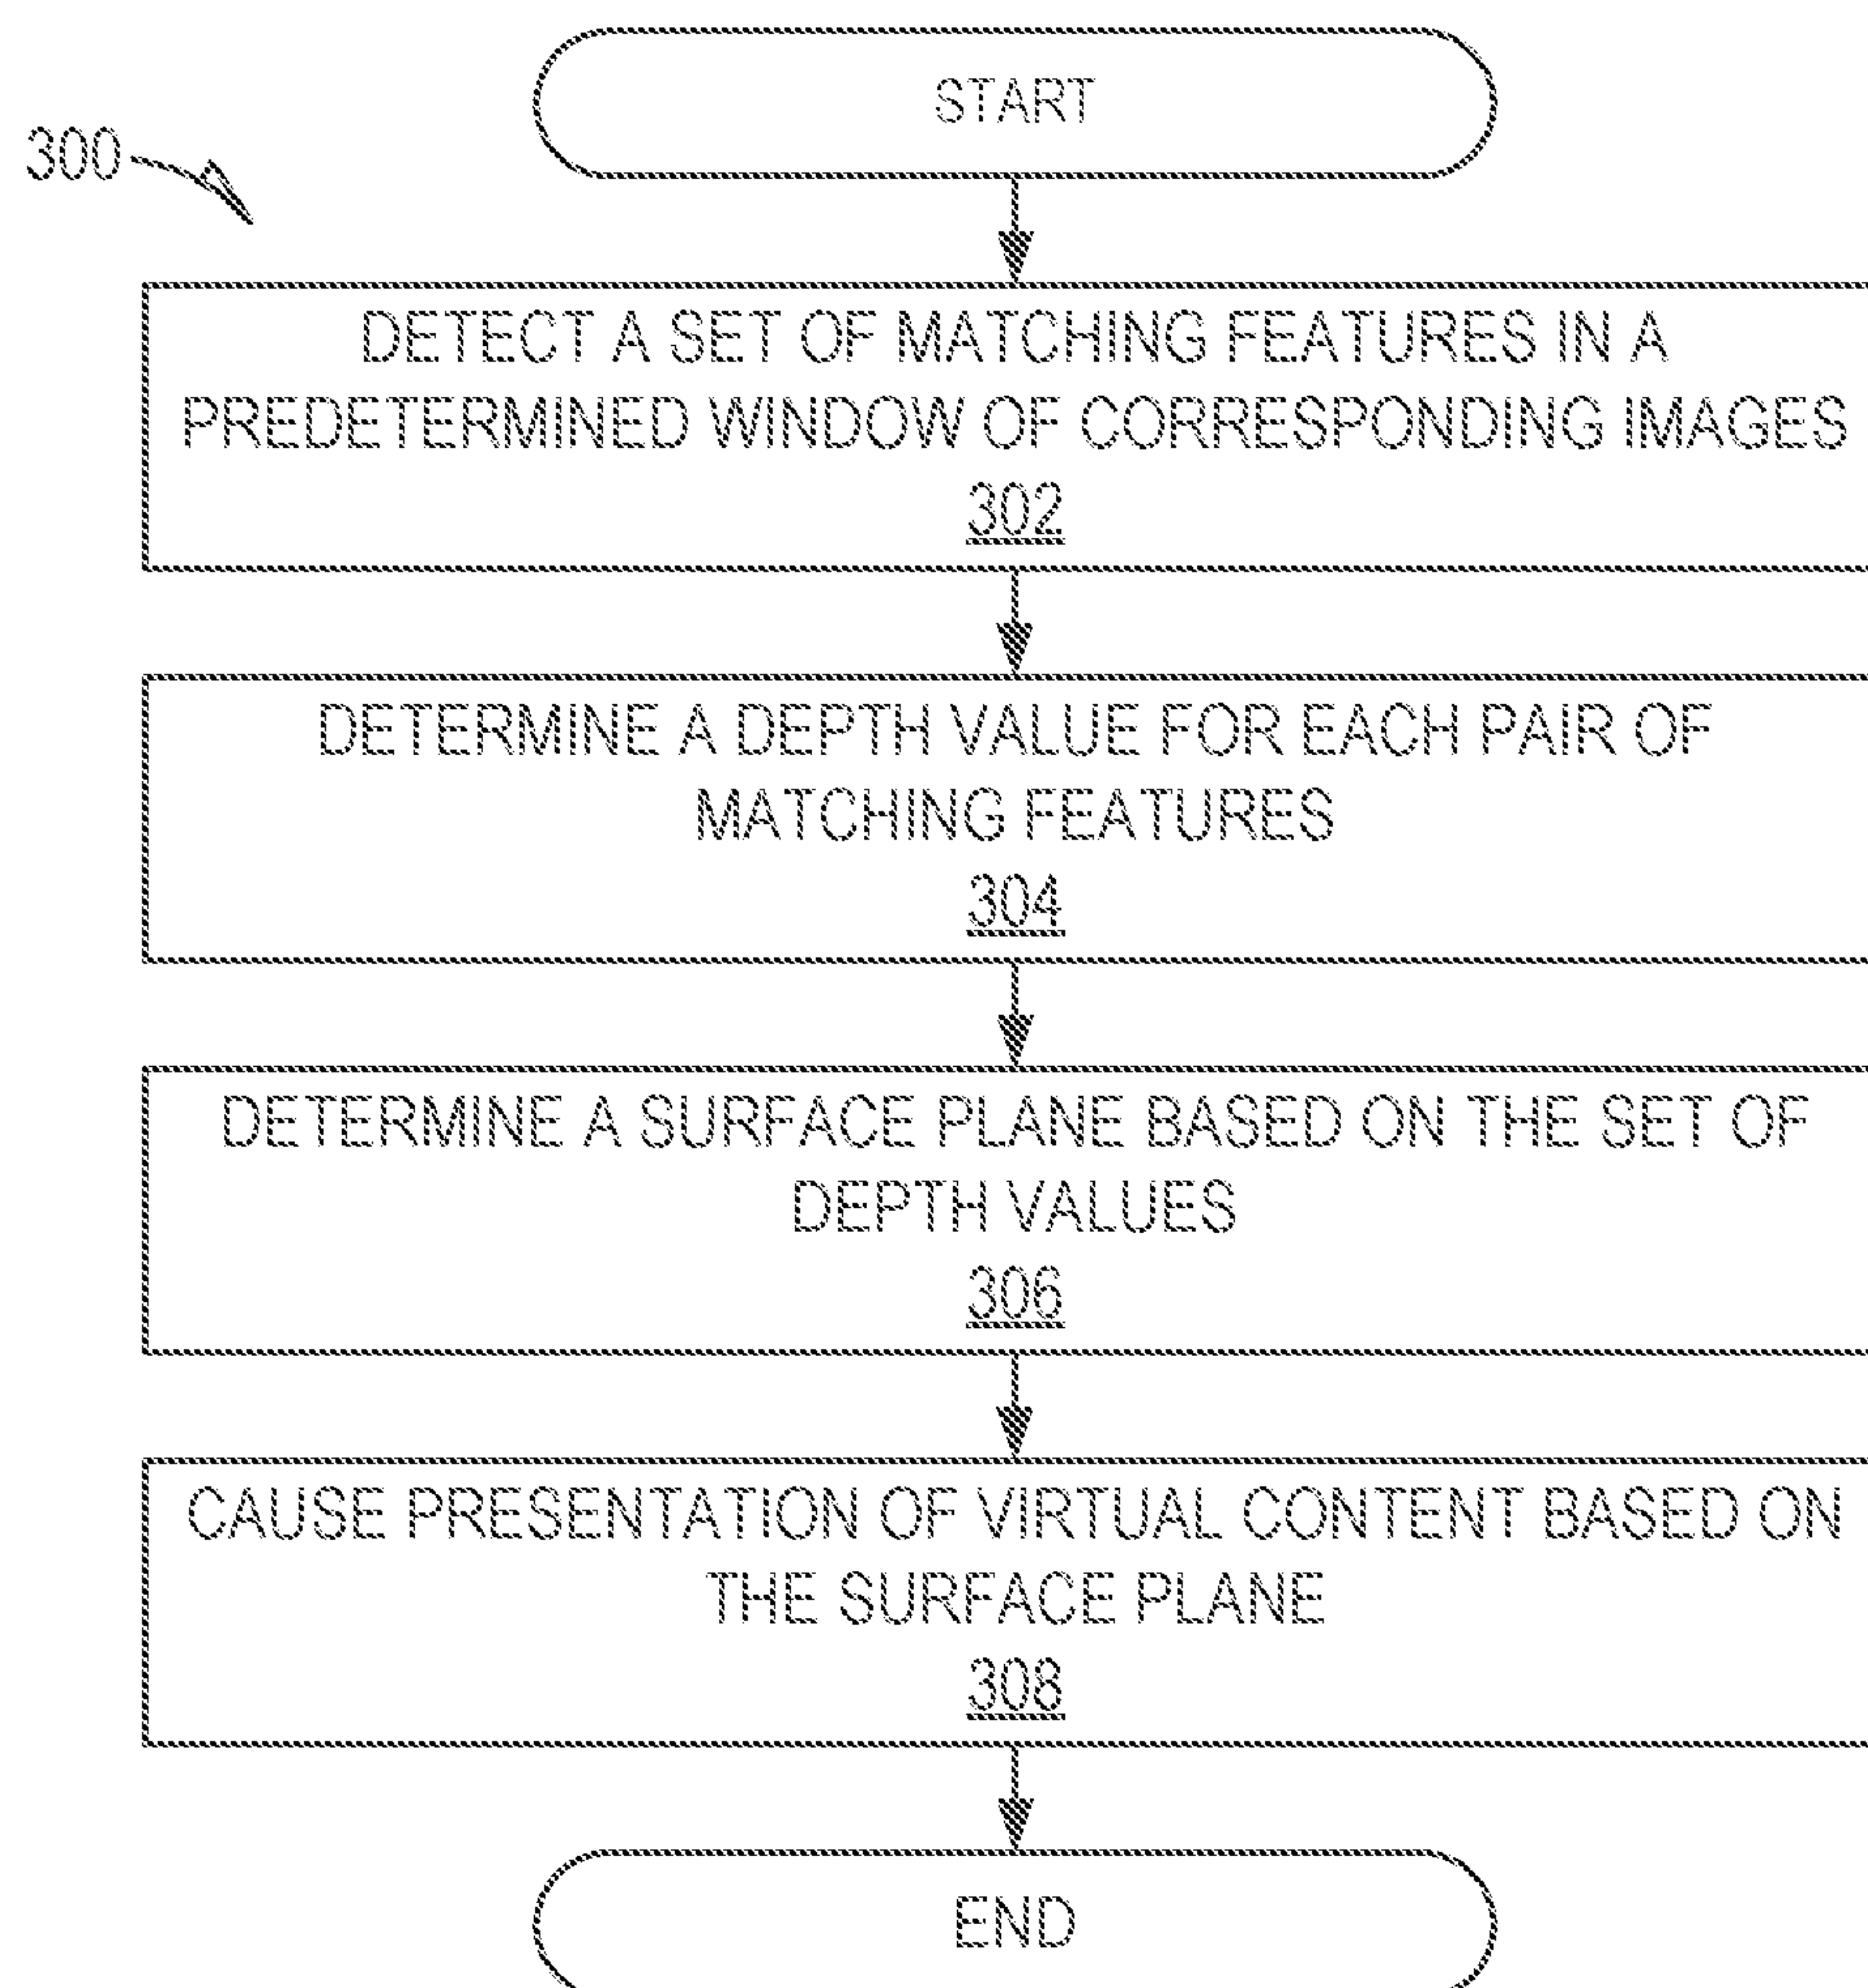 START
300
DETECT A SET OF MATCHING FEATURES IN A
PREDETERMINED WINDOW OF CORRESPONDING IMAGES
302
DETERMINE A DEPTH VALUE FOR EACH PAIR OF
MATCHING FEATURES
304
DETERMINE A SURFACE PLANE BASED ON THE SET OF
DEPTH VALUES
306
CAUSE PRESENTATION OF VIRTUAL CONTENT BASED ON
THE SURFACE PLANE
308
END